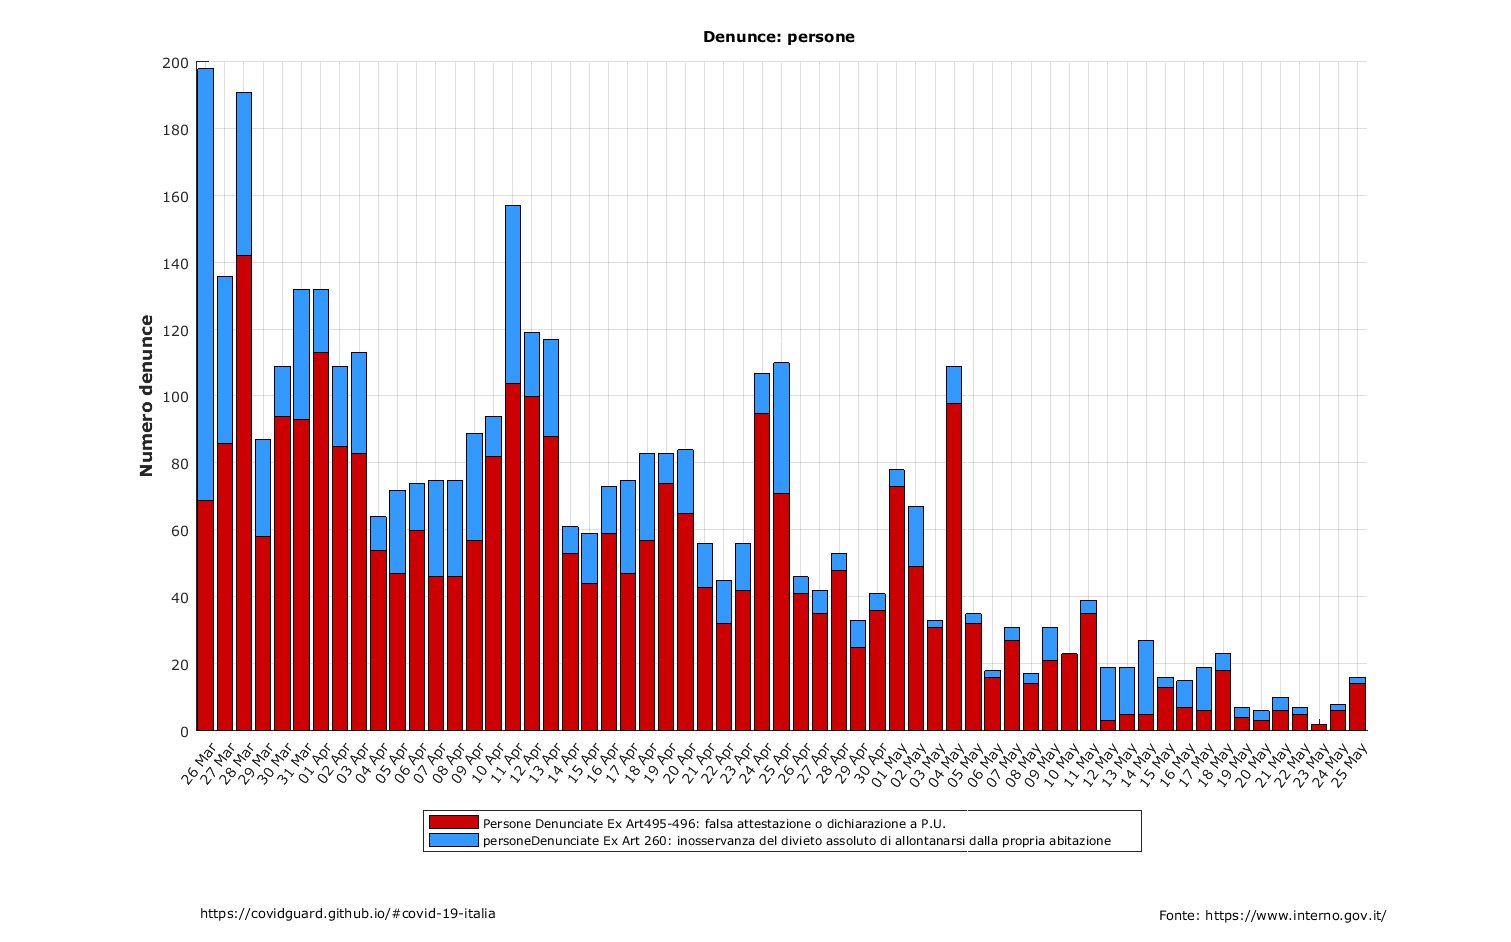 Denunce: persone
Numero denunce
200
180
160
140
120
100
80
60
40
20
0
26 Mar
27 Mar
28 Mar
29 Mar
30 Mar
31 Mar
01 Apr
02 Apr
03 Apr
04 Apr
05 Apr
06 Apr
07 Apr
08 Apr
09 Apr
10 Apr
11 Apr
12 Apr
13 Apr
14 Apr
15 Apr
16 Apr
17 Apr
18 Apr
19 Apr
20 Apr
21 Apr
22 Apr
23 Apr
24 Apr
25 Apr
26 Apr
27 Apr
28 Apr
29 Apr
30 Apr
01 May
02 May
03 May
04 May
05 May
06 May
07 May
08 May
09 May
10 May
11 May
12 May
13 May
14 May
15 May
16 May
17 May
18 May
19 May
20 May
21 May
22 May
23 May
24 May
25 May
Persone Denunciate Ex Art495-496: falsa attestazione o dichiarazione a P.U.
personeDenunciate Ex Art 260: inosservanza del divieto assoluto di allontanarsi dalla propria abitazione
https://covidguard.github.io/#covid-19-italia
Fonte: https://www.interno.gov.it/